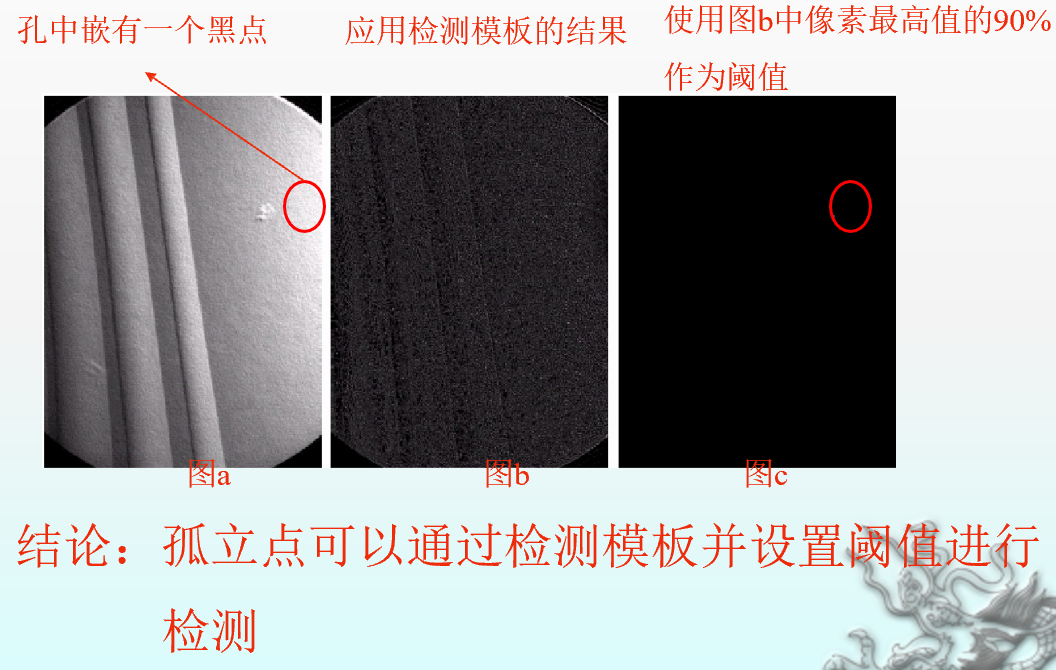 孔中嵌有一个黑点
应用检测模板的结果
使用图b中像素最高值的90%
作为阈值
图a
图b
图c
结论：孤立点可以通过检测模板并设置阈值进行
检测